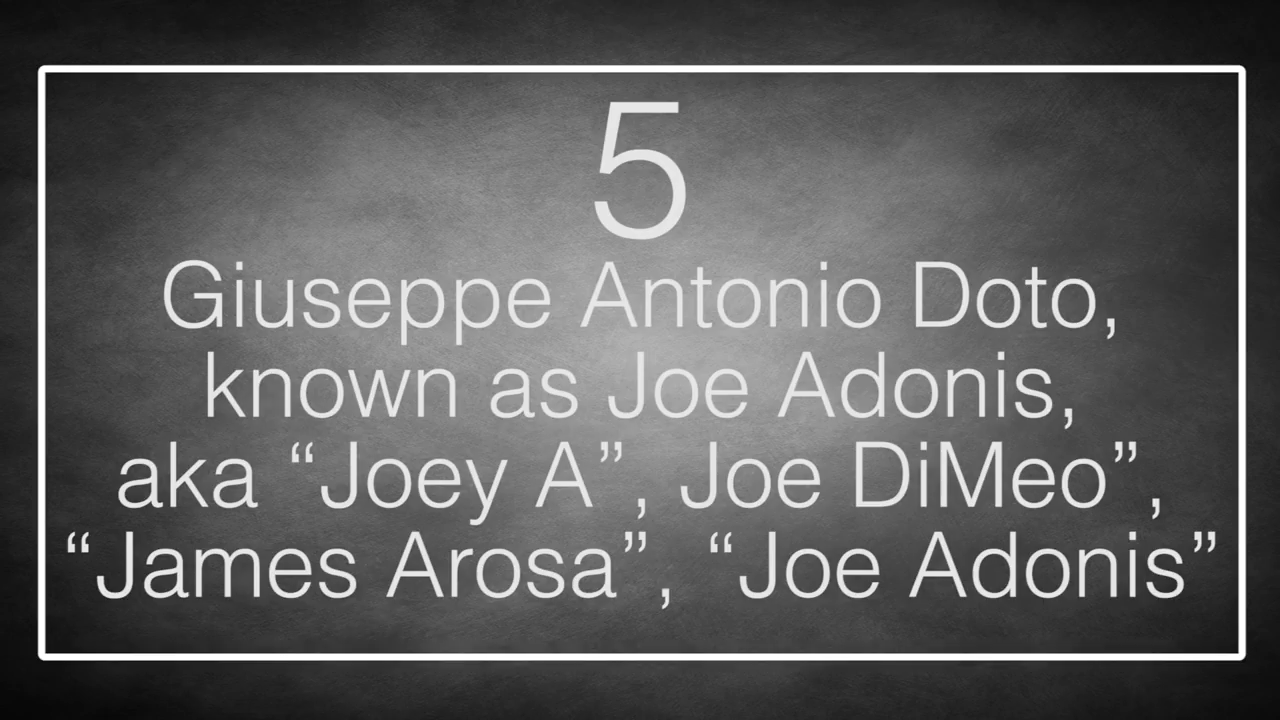 5
Giuseppe Antonio Doto,
known as Joe Adonis,
aka “Joey A”, Joe DiMeo”,
“James Arosa”, “Joe Adonis”